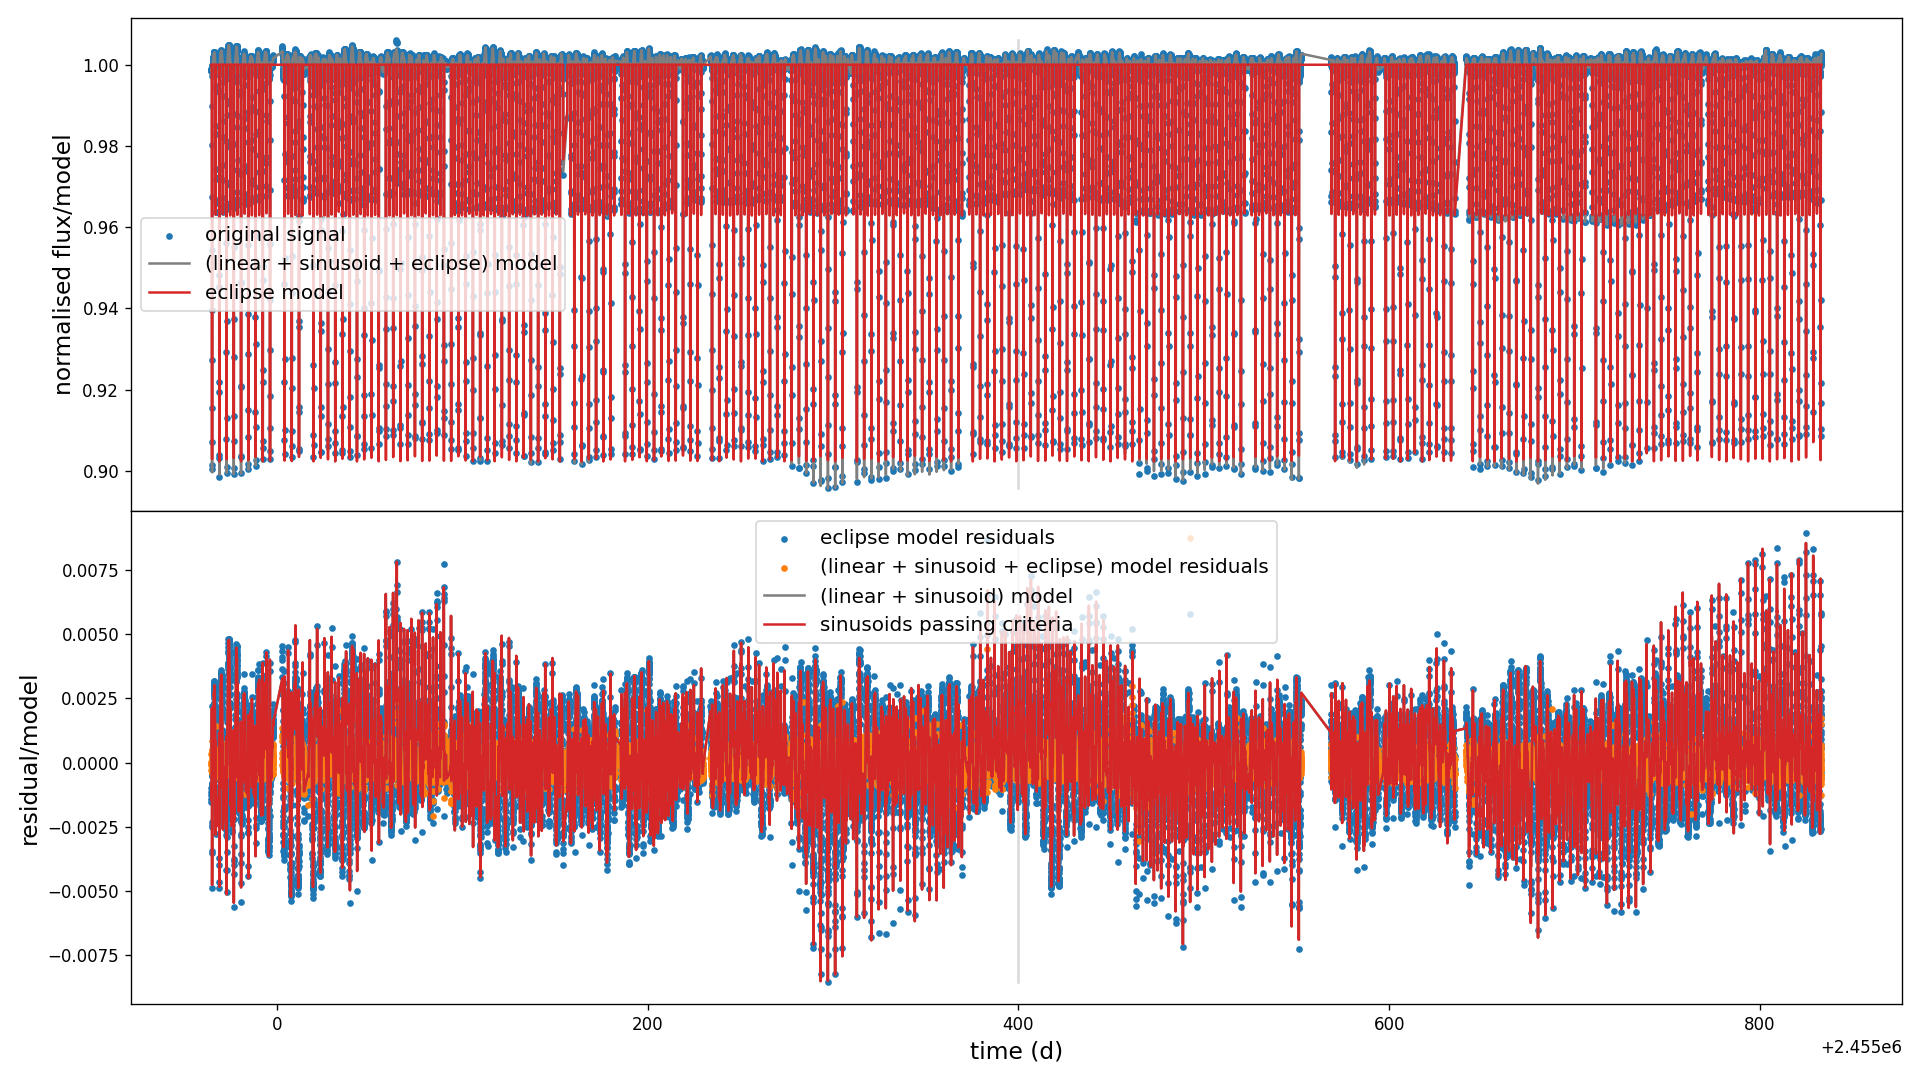 normalised flux/model
1.00
0.98
0.96
0.94
0.92
0.90
original signal
(linear + sinusoid + eclipse) model
eclipse model
residual/model
0.0075
0.0050
0.0025
0.0000
−0.0025
−0.0050
−0.0075
eclipse model residuals
(linear + sinusoid + eclipse) model residuals
(linear + sinusoid) model
sinusoids passing criteria
0
200
400
600
800
time (d)
+2.455e6